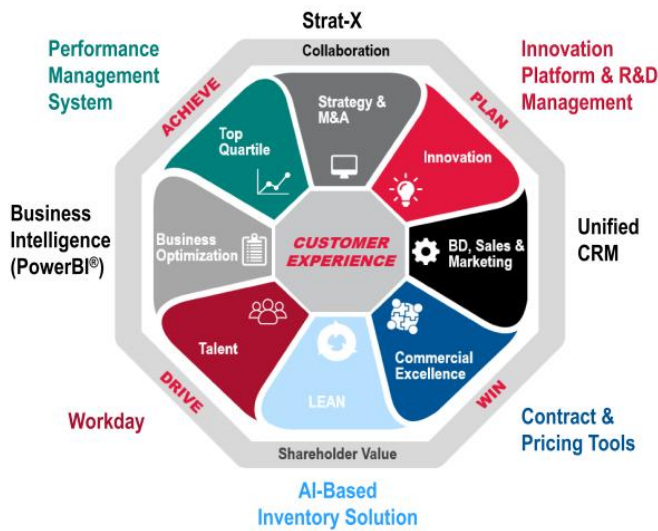 Strat-X
Performance
Management
System
Collaboration
Innovation
Platform & R&D
Management
ACHIEVE
PLAN
Strategy &
M&A
Top
Quartile
Innovation
Business
Intelligence
(PowerBI®)
Business
Optimization
CUSTOMER
EXPERIENCE
BD, Sales &
Marketing
Unified
CRM
Talent
LEAN
Commercial
Excellence
DRIVE
WIN
Workday
Shareholder Value
Contract &
Pricing Tools
AI-Based
Inventory Solution